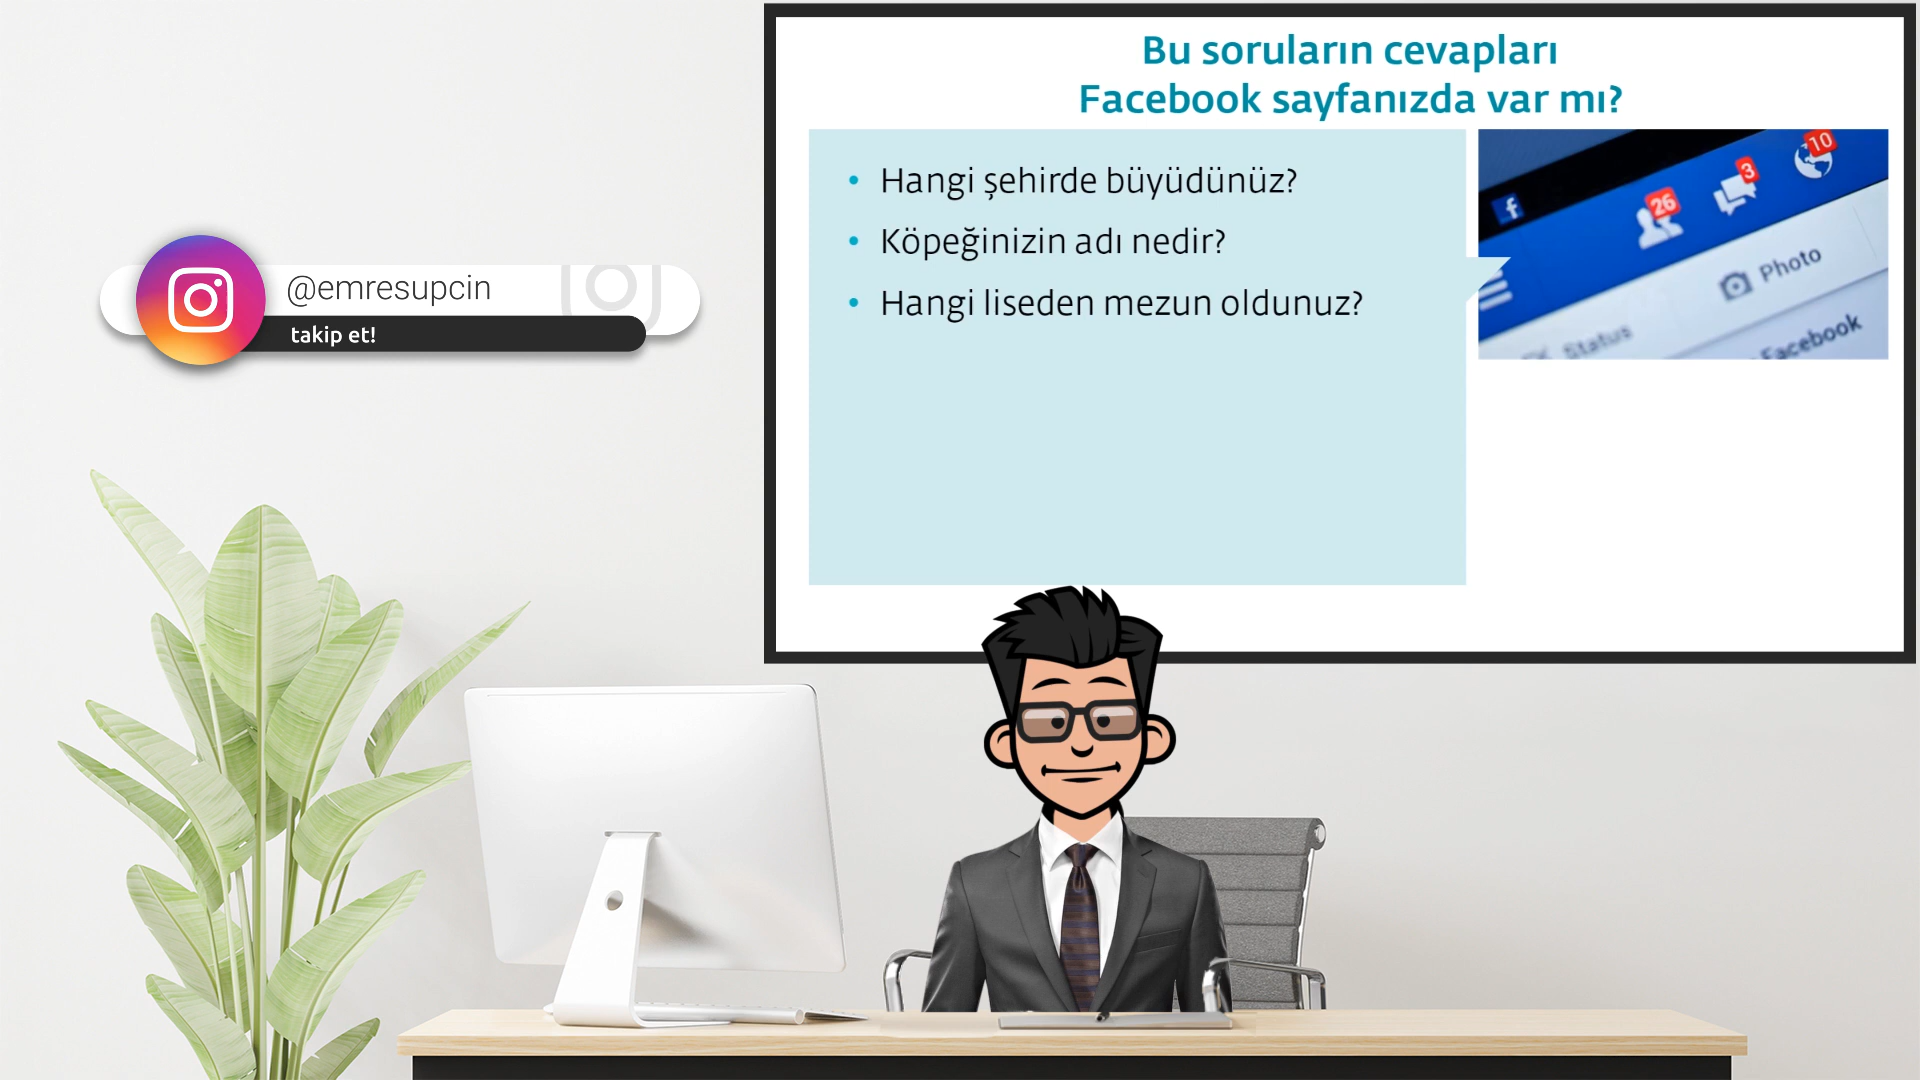 Bu soruların cevapları
Facebook sayfanızda var mı?
• Hangi şehirde büyüdünüz?
• Köpeğinizin adı nedir?
• Hangi liseden mezun oldunuz?
f
26
3
10
Photo
Status
Facebook
@emresupcin
takip et!